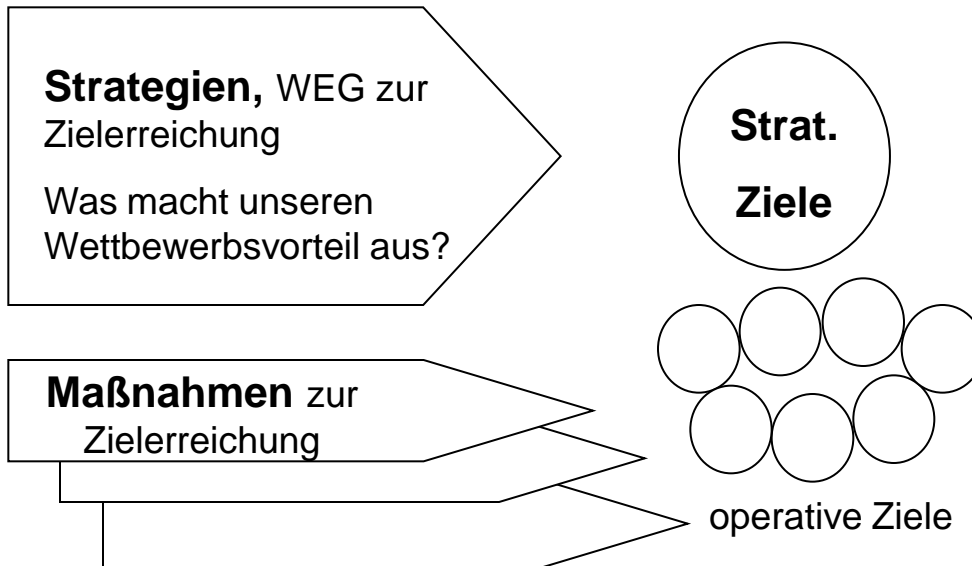 Strategien, WEG zur
Zielerreichung
Was macht unseren
Wettbewerbsvorteil aus?
Strat.
Ziele
Maßnahmen zur
Zielerreichung
operative Ziele